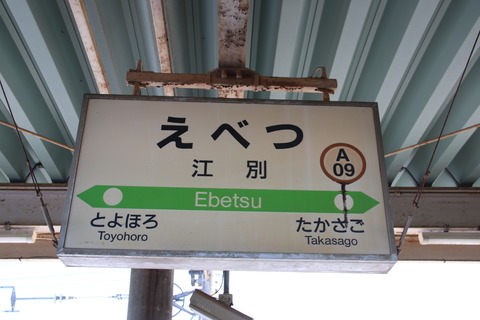 えべつ
江別
A
09
Ebetsu
とよほろ
Toyohoro
たかさご
Takasago